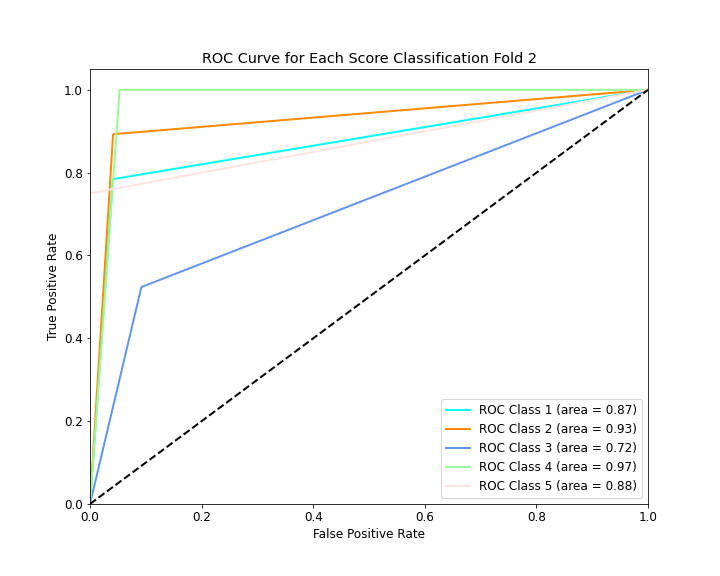 ROC Curve for Each Score Classification Fold 2
True Positive Rate
1.0
0.8
0.6
0.4
0.2
0.0
0.0 0.2 0.4 0.6 0.8 1.0
False Positive Rate
ROC Class 1 (area = 0.87)
ROC Class 2 (area = 0.93)
ROC Class 3 (area = 0.72)
ROC Class 4 (area = 0.97)
ROC Class 5 (area = 0.88)